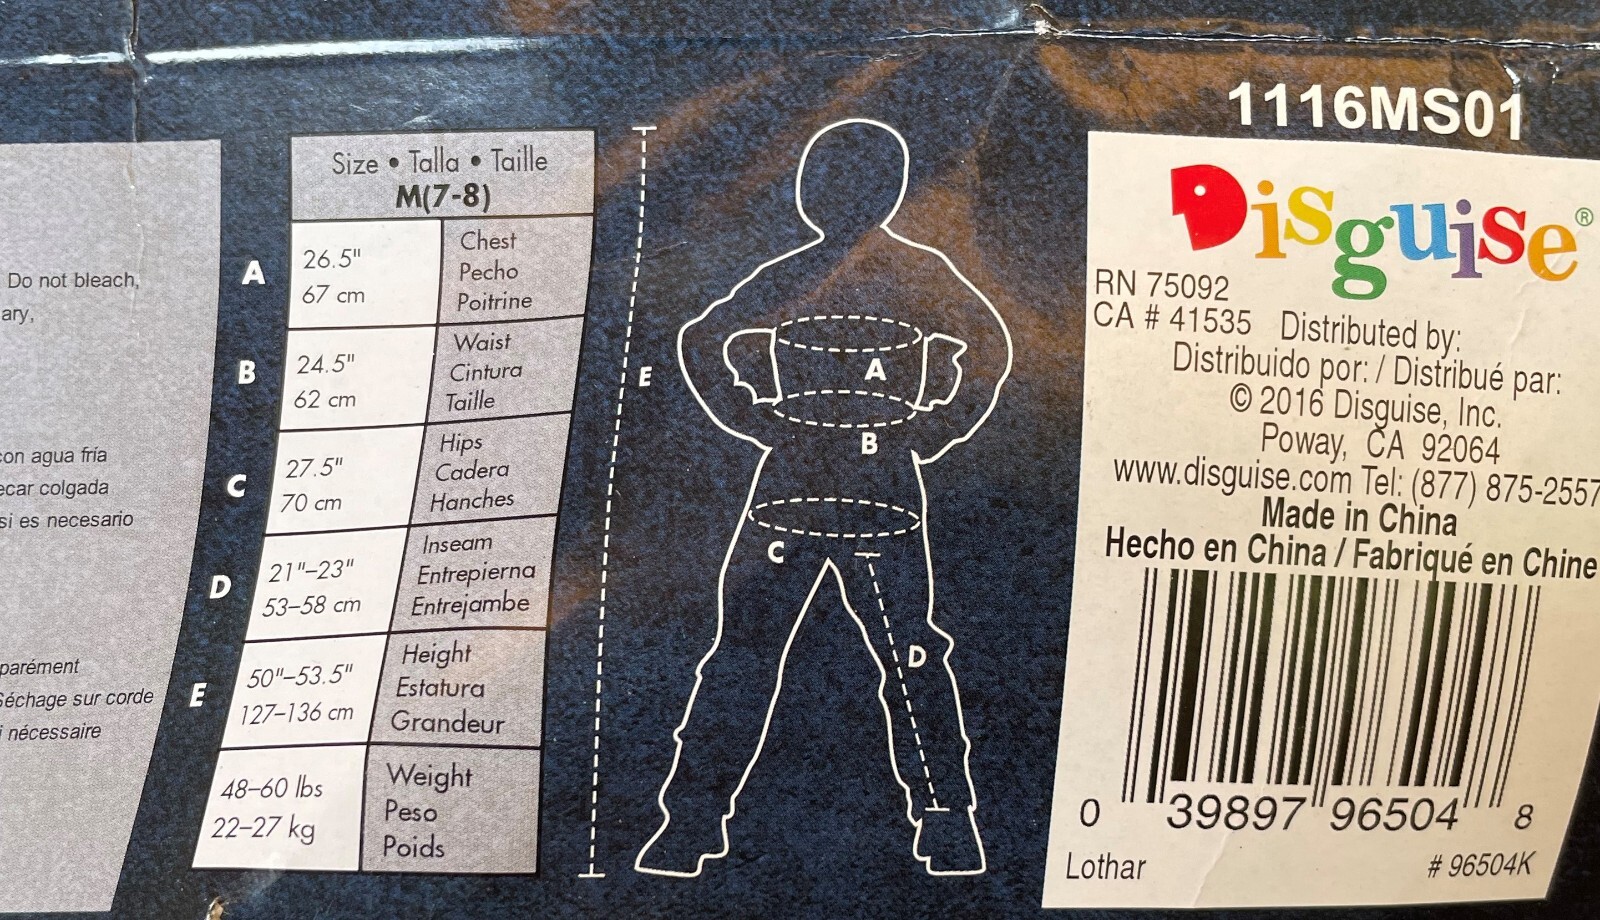 Do not bleach,
ary,
con agua fría
ecar colgada
si es necesario
parément
Séchage sur corde
i nécessaire
Size • Talla • Taille
M(7-8)
A
26.5"
67 cm
Chest
Pecho
Poitrine
B
24.5"
62 cm
Waist
Cintura
Taille
C
27.5"
70 cm
Hips
Cadera
Hanches
D
21"–23"
53–58 cm
Inseam
Entrepierna
Entrejambe
E
50"–53.5"
127–136 cm
Height
Estatura
Grandeur
48–60 lbs
22–27 kg
Weight
Peso
Poids
E
A
B
C
D
1116MS01
Disguise®
RN 75092
CA # 41535 Distributed by:
Distribuido por: / Distribué par:
© 2016 Disguise, Inc.
Poway, CA 92064
www.disguise.com Tel: (877) 875-2557
Made in China
Hecho en China / Fabriqué en Chine
0 39897 96504 8
Lothar # 96504K